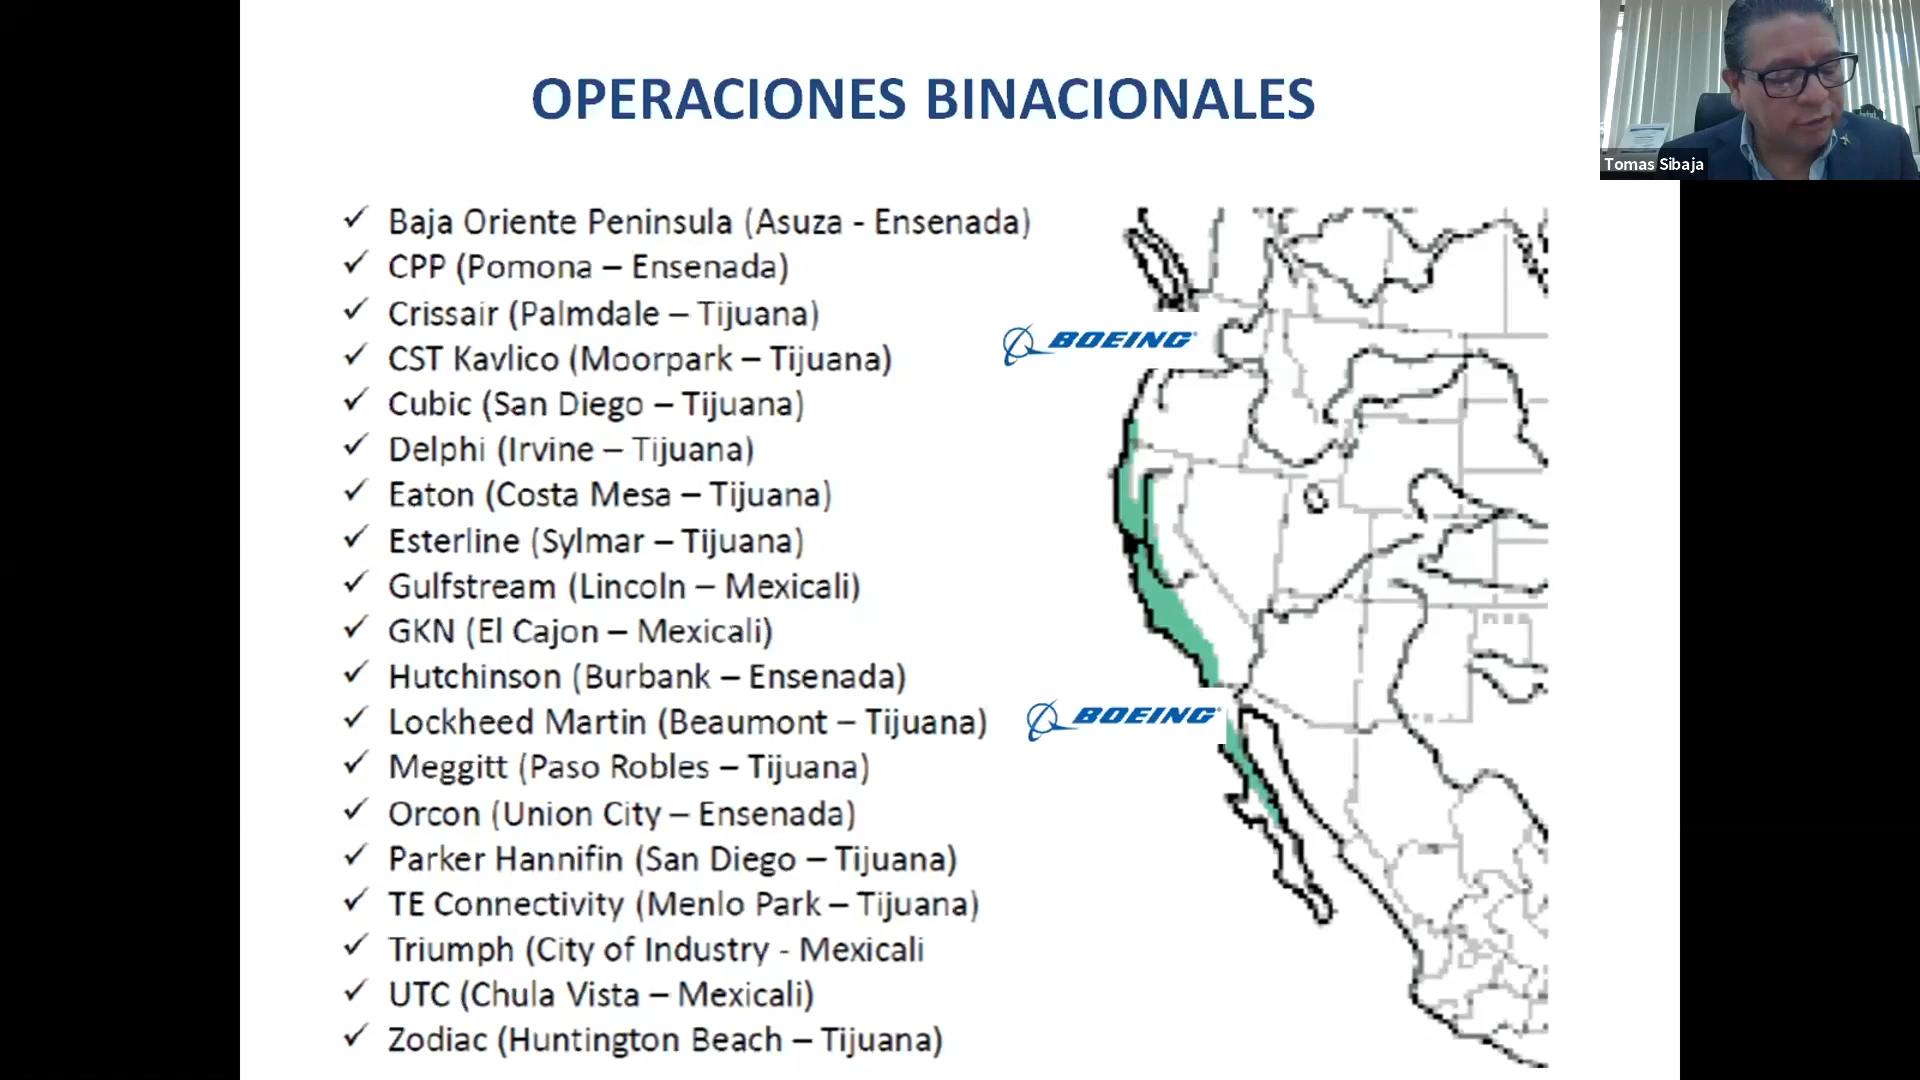 OPERACIONES BINACIONALES
Tomas Sibaja
✓ Baja Oriente Peninsula (Asuza - Ensenada)
✓ CPP (Pomona – Ensenada)
✓ Crissair (Palmdale – Tijuana)
✓ CST Kavlico (Moorpark – Tijuana)
✓ Cubic (San Diego – Tijuana)
✓ Delphi (Irvine – Tijuana)
✓ Eaton (Costa Mesa – Tijuana)
✓ Esterline (Sylmar – Tijuana)
✓ Gulfstream (Lincoln – Mexicali)
✓ GKN (El Cajon – Mexicali)
✓ Hutchinson (Burbank – Ensenada)
✓ Lockheed Martin (Beaumont – Tijuana)
✓ Meggitt (Paso Robles – Tijuana)
✓ Orcon (Union City – Ensenada)
✓ Parker Hannifin (San Diego – Tijuana)
✓ TE Connectivity (Menlo Park – Tijuana)
✓ Triumph (City of Industry - Mexicali
✓ UTC (Chula Vista – Mexicali)
✓ Zodiac (Huntington Beach – Tijuana)
BOEING
BOEING